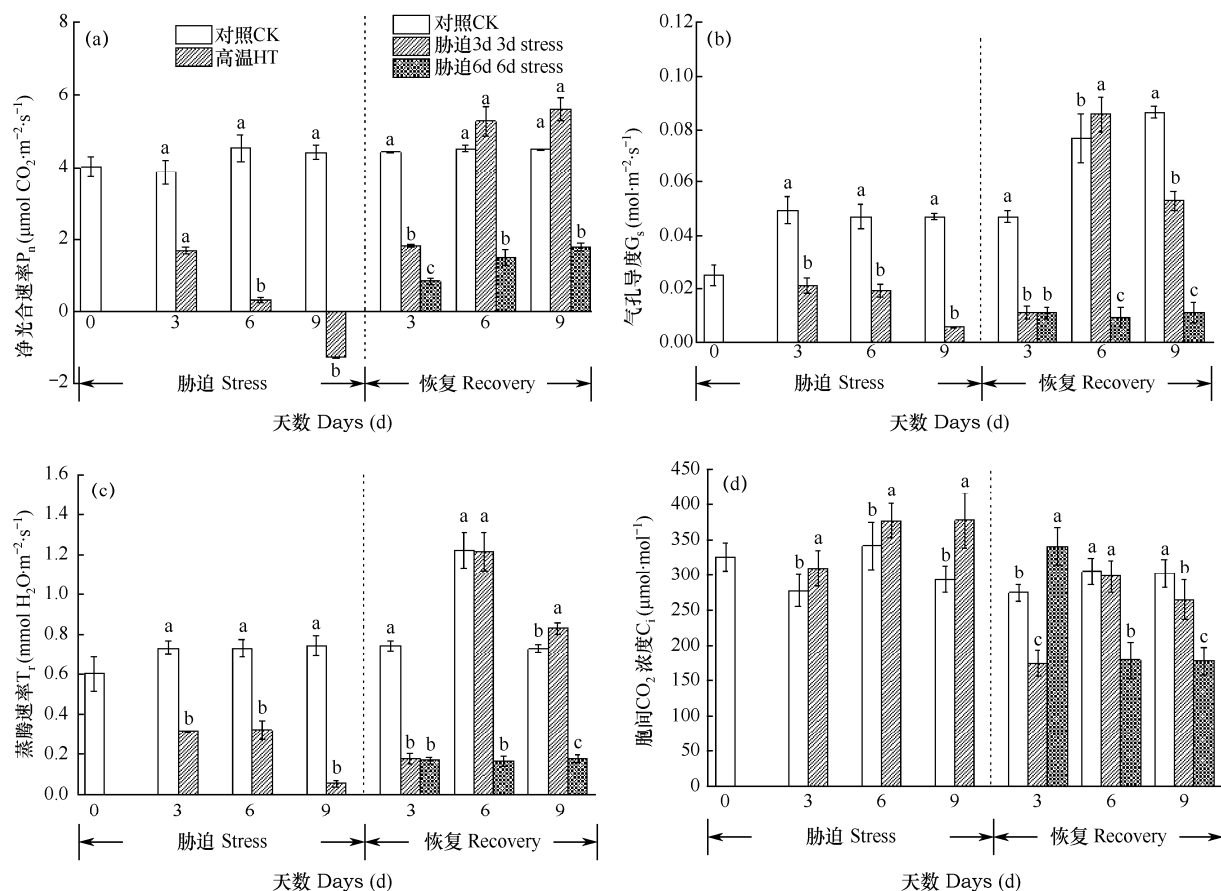 (a)
对照CK
高温HT
对照CK
胁迫3d 3d stress
胁迫6d 6d stress
净光合速率Pn (μmol CO2·m−2·s−1)
8
6
4
2
0
−2
a
a
a
a
a
b
b
a
b
c
a
a
b
a
a
b
0
3
6
9
3
6
9
胁迫 Stress
恢复 Recovery
天数 Days (d)
(b)
气孔导度Gs (mol·m−2·s−1)
0.12
0.10
0.08
0.06
0.04
0.02
0.00
a
b
a
b
a
b
a
b
b
b
a
c
a
b
c
0
3
6
9
3
6
9
胁迫 Stress
恢复 Recovery
天数 Days (d)
(c)
蒸腾速率Tr (mmol H2O·m−2·s−1)
1.6
1.4
1.2
1.0
0.8
0.6
0.4
0.2
0.0
a
b
a
b
a
b
a
b
b
a
a
b
b
a
c
0
3
6
9
3
6
9
胁迫 Stress
恢复 Recovery
天数 Days (d)
(d)
胞间CO2 浓度Ci (μmol·mol−1)
450
400
350
300
250
200
150
100
50
0
b
a
b
a
b
a
b
c
a
a
a
b
a
b
b
0
3
6
9
3
6
9
胁迫 Stress
恢复 Recovery
天数 Days (d)